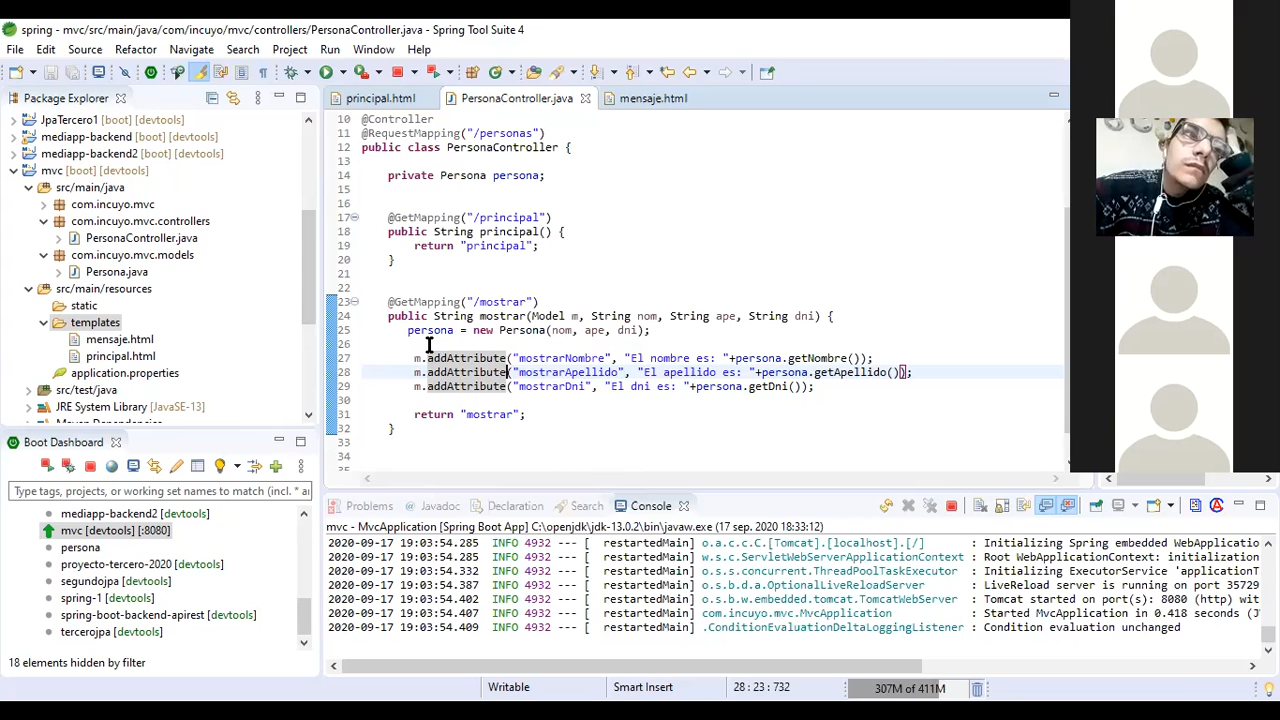 spring - mvc/src/main/java/com/incuyo/mvc/controllers/PersonaController.java - Spring Tool Suite 4
File Edit Source Refactor Navigate Search Project Run Window Help
Package Explorer
JpaTercero1 [devtools]
mediapp-backend [devtools]
mediapp-backend2 [devtools]
mvc [boot] [devtools]
src/main/java
com.incuyo.mvc
com.incuyo.mvc.controllers
PersonaController.java
com.incuyo.mvc.models
Persona.java
src/main/resources
static
templates
mensaje.html
principal.html
application.properties
src/test/java
JRE System Library [JavaSE-13]
principal.html PersonaController.java mensaje.html
10 @Controller
11 @RequestMapping("/personas")
12 public class PersonaController {
13
14 private Persona persona;
15
16
17 @GetMapping("/principal")
18 public String principal() {
19 return "principal";
20 }
21
22
23 @GetMapping("/mostrar")
24 public String mostrar(Model m, String nom, String ape, String dni) {
25 persona = new Persona(nom, ape, dni);
26
27 m.addAttribute("mostrarNombre", "El nombre es: "+persona.getNombre());
28 m.addAttribute("mostrarApellido", "El apellido es: "+persona.getApellido());
29 m.addAttribute("mostrarDni", "El dni es: "+persona.getDni());
30
31 return "mostrar";
32 }
33
34
35
Boot Dashboard
Type tags, projects, or working set names to match (incl. *
mediapp-backend2 [devtools]
mvc [devtools] [:8080]
persona
proyecto-tercero-2020 [devtools]
segundojpa [devtools]
spring-1 [devtools]
spring-boot-backend-apirest [devtools]
tercerojpa [devtools]
18 elements hidden by filter
Problems Javadoc Declaration Search Console
mvc - MvcApplication [Spring Boot App] C:\openjdk\jdk-13.0.2\bin\javaw.exe (17 sep. 2020 18:33:12)
2020-09-17 19:03:54.285 INFO 4932 --- [ restartedMain] o.a.c.c.C.[Tomcat].[localhost].[/] : Initializing Spring embedded WebApplicatio
2020-09-17 19:03:54.285 INFO 4932 --- [ restartedMain] w.s.c.ServletWebServerApplicationContext : Root WebApplicationContext: initialization
2020-09-17 19:03:54.332 INFO 4932 --- [ restartedMain] o.s.s.concurrent.ThreadPoolTaskExecutor : Initializing ExecutorService 'applicationT
2020-09-17 19:03:54.383 INFO 4932 --- [ restartedMain] o.s.b.d.a.OptionalLiveReloadServer : LiveReload server is running on port 35729
2020-09-17 19:03:54.407 INFO 4932 --- [ restartedMain] o.s.b.w.embedded.tomcat.TomcatWebServer : Tomcat started on port(s): 8080 (http) wit
2020-09-17 19:03:54.407 INFO 4932 --- [ restartedMain] com.incuyo.mvc.MvcApplication : Started MvcApplication in 0.418 seconds (J
2020-09-17 19:03:54.409 INFO 4932 --- [ restartedMain] .ConditionEvaluationDeltaLoggingListener : Condition evaluation unchanged
Writable Smart Insert 28 : 23 : 732 307M of 411M